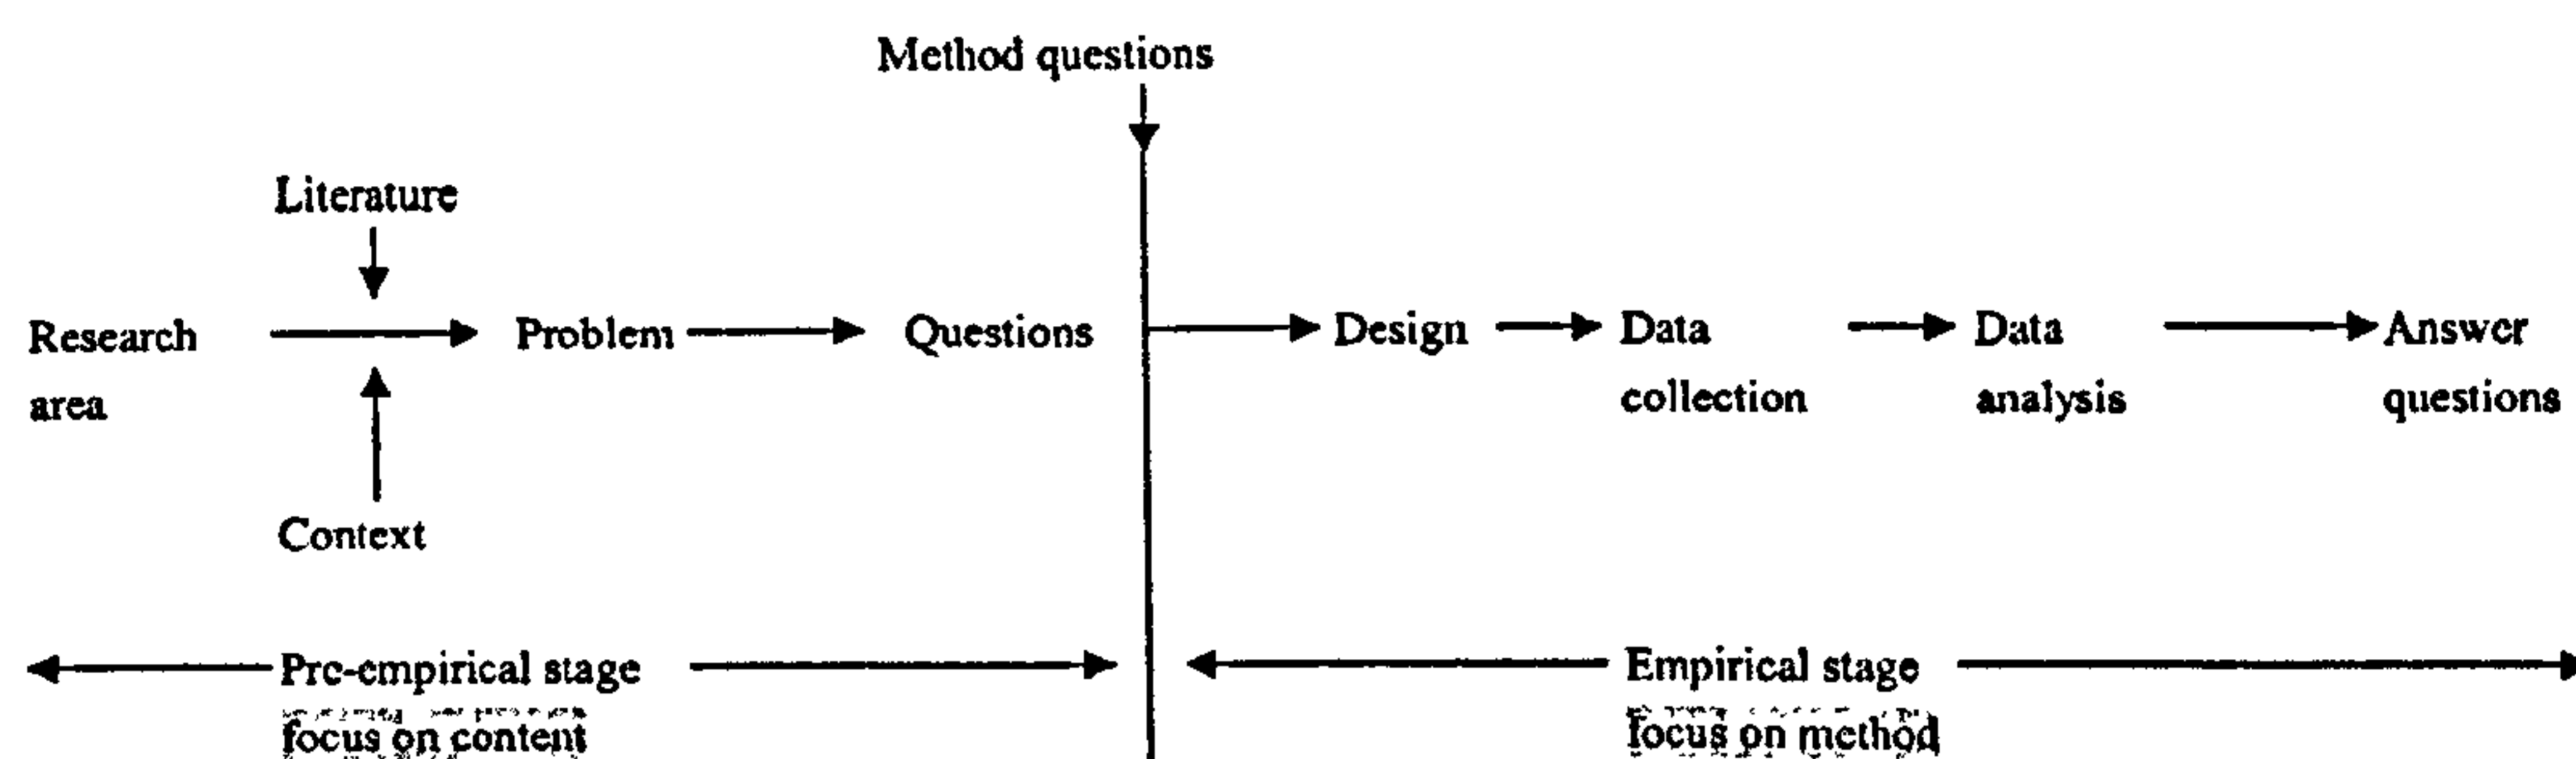 Method questions
Literature
Research area
Problem
Questions
Design
Data collection
Data analysis
Answer questions
Context
Pre-empirical stage
focus on content
Empirical stage
focus on method